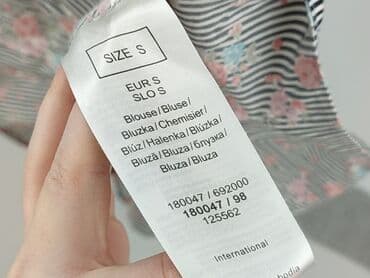 SIZE S
EUR S
SLO S
Blouse/Bluse/
Bluzka/Chemisier/
Blúz/Halenka/Blúzka/
Bluză/Bluza/блузка/
Bluza/Bluza
180047 / 692000
180047 / 98
125562
International